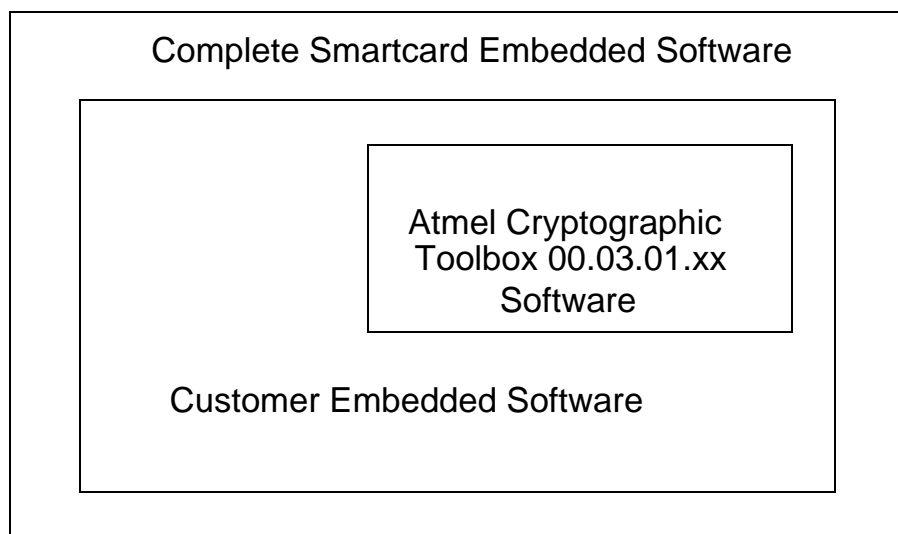 Complete Smartcard Embedded Software
Atmel Cryptographic
Toolbox 00.03.01.xx
Software
Customer Embedded Software